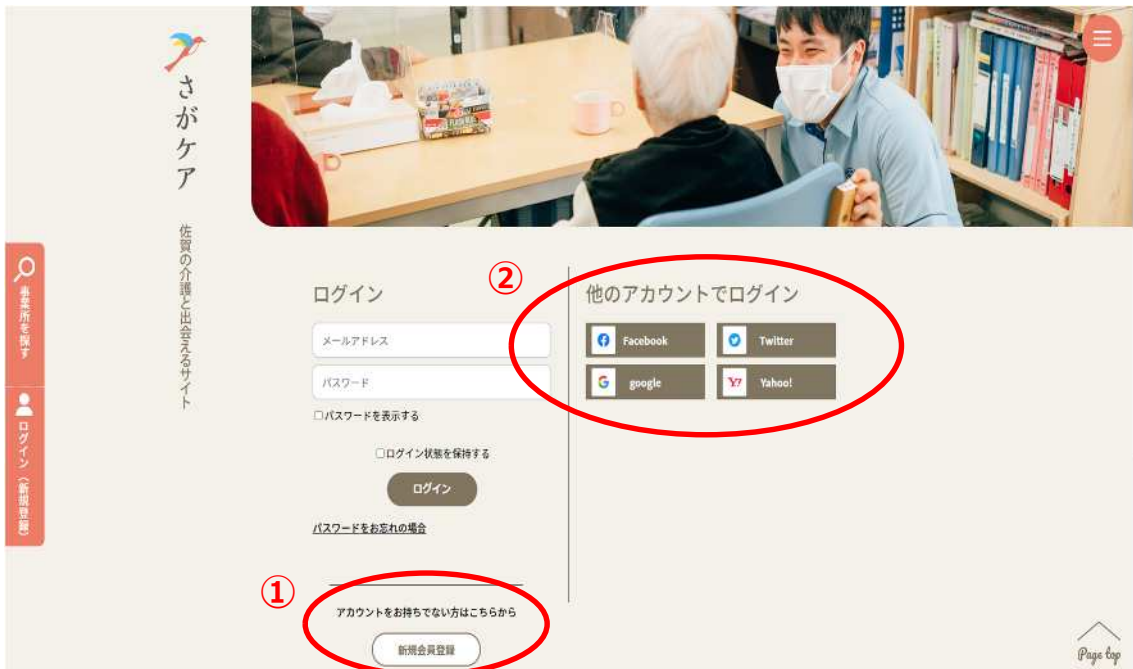 さがケア
佐賀の介護と出会えるサイト
事業所を探す
ログイン（新規登録）
②
ログイン
メールアドレス
パスワード
パスワードを表示する
ログイン状態を保持する
ログイン
パスワードをお忘れの場合
他のアカウントでログイン
Facebook
Twitter
google
Yahoo!
①
アカウントをお持ちでない方はこちらから
新規会員登録
Page top